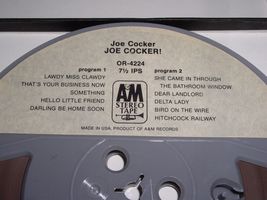 Joe Cocker
JOE COCKER!
OR-4224
7½ IPS
program 1
LAWDY MISS CLAWDY
THAT'S YOUR BUSINESS NOW
SOMETHING
HELLO LITTLE FRIEND
DARLING BE HOME SOON
program 2
SHE CAME IN THROUGH
THE BATHROOM WINDOW
DEAR LANDLORD
DELTA LADY
BIRD ON THE WIRE
HITCHCOCK RAILWAY
A&M
STEREO
TAPE
MADE IN USA. PRODUCT OF A&M RECORDS